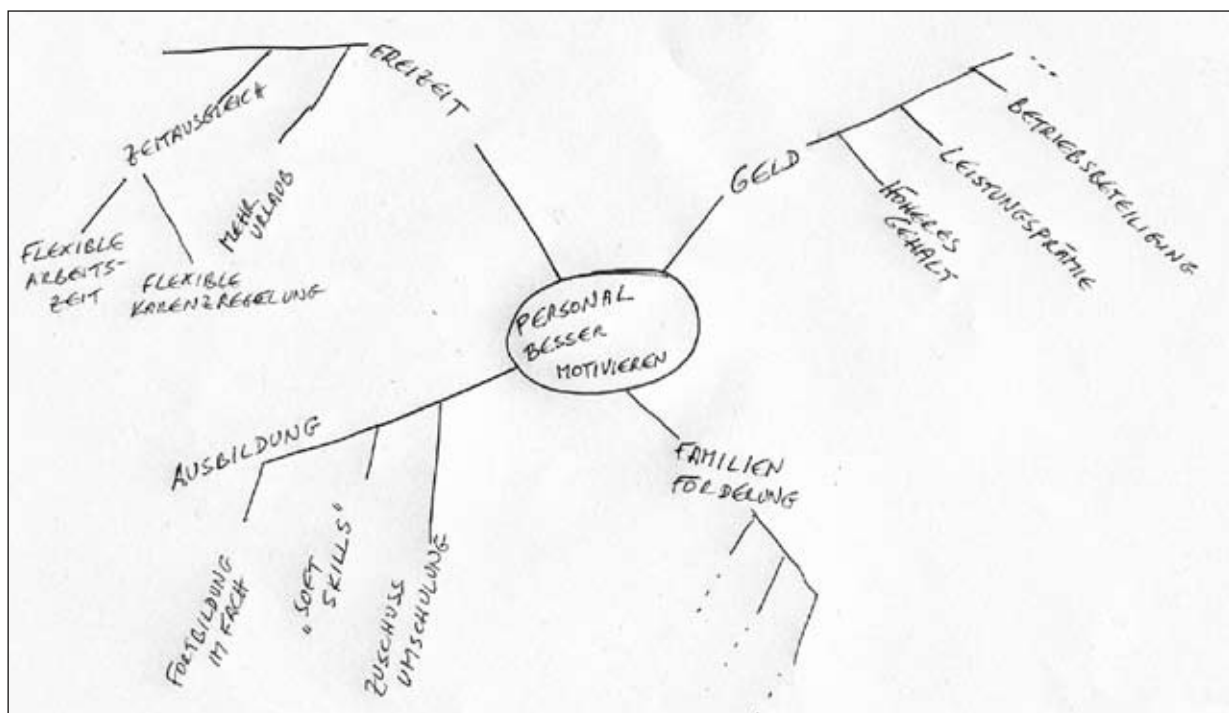 PERSONAL
BESSER
MOTIVIEREN
FREIZEIT
ZEITAUSGLEICH
FLEXIBLE
ARBEITS-
ZEIT
FLEXIBLE
KARENZREGELUNG
MEHR
URLAUB
GELD
HÖHERES
GEHALT
LEISTUNGSPRÄMIE
BETRIEBSBETEILIGUNG
...
AUSBILDUNG
FORTBILDUNG
IM FACH
„SOFT
SKILLS“
ZUSCHUSS
UMSCHULUNG
FAMILIEN
FÖRDERUNG
...
...
...